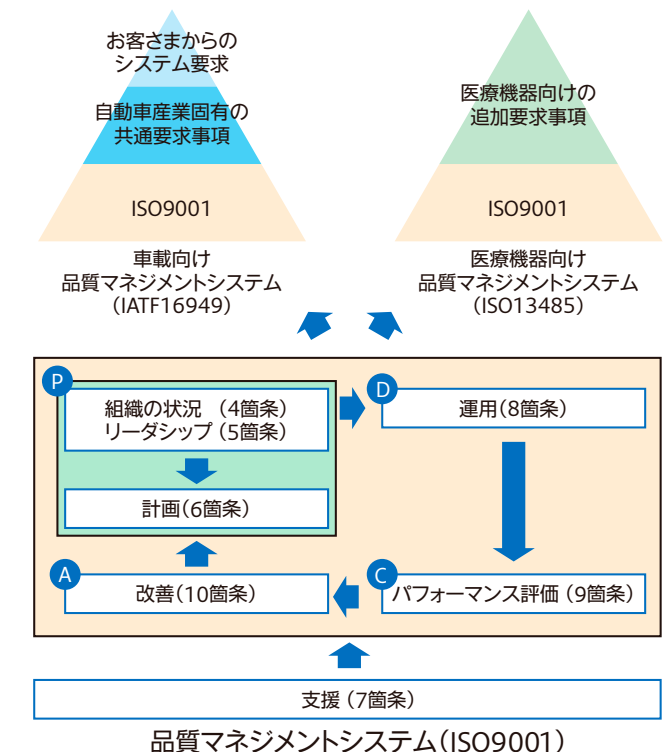 お客さまからの
システム要求
自動車産業固有の
共通要求事項
ISO9001
車載向け
品質マネジメントシステム
（IATF16949）
医療機器向けの
追加要求事項
ISO9001
医療機器向け
品質マネジメントシステム
（ISO13485）
P
組織の状況 （4箇条）
リーダシップ（5箇条）
計画（6箇条）
D
運用（8箇条）
A
改善（10箇条）
C
パフォーマンス評価（9箇条）
支援（7箇条）
品質マネジメントシステム（ISO9001）